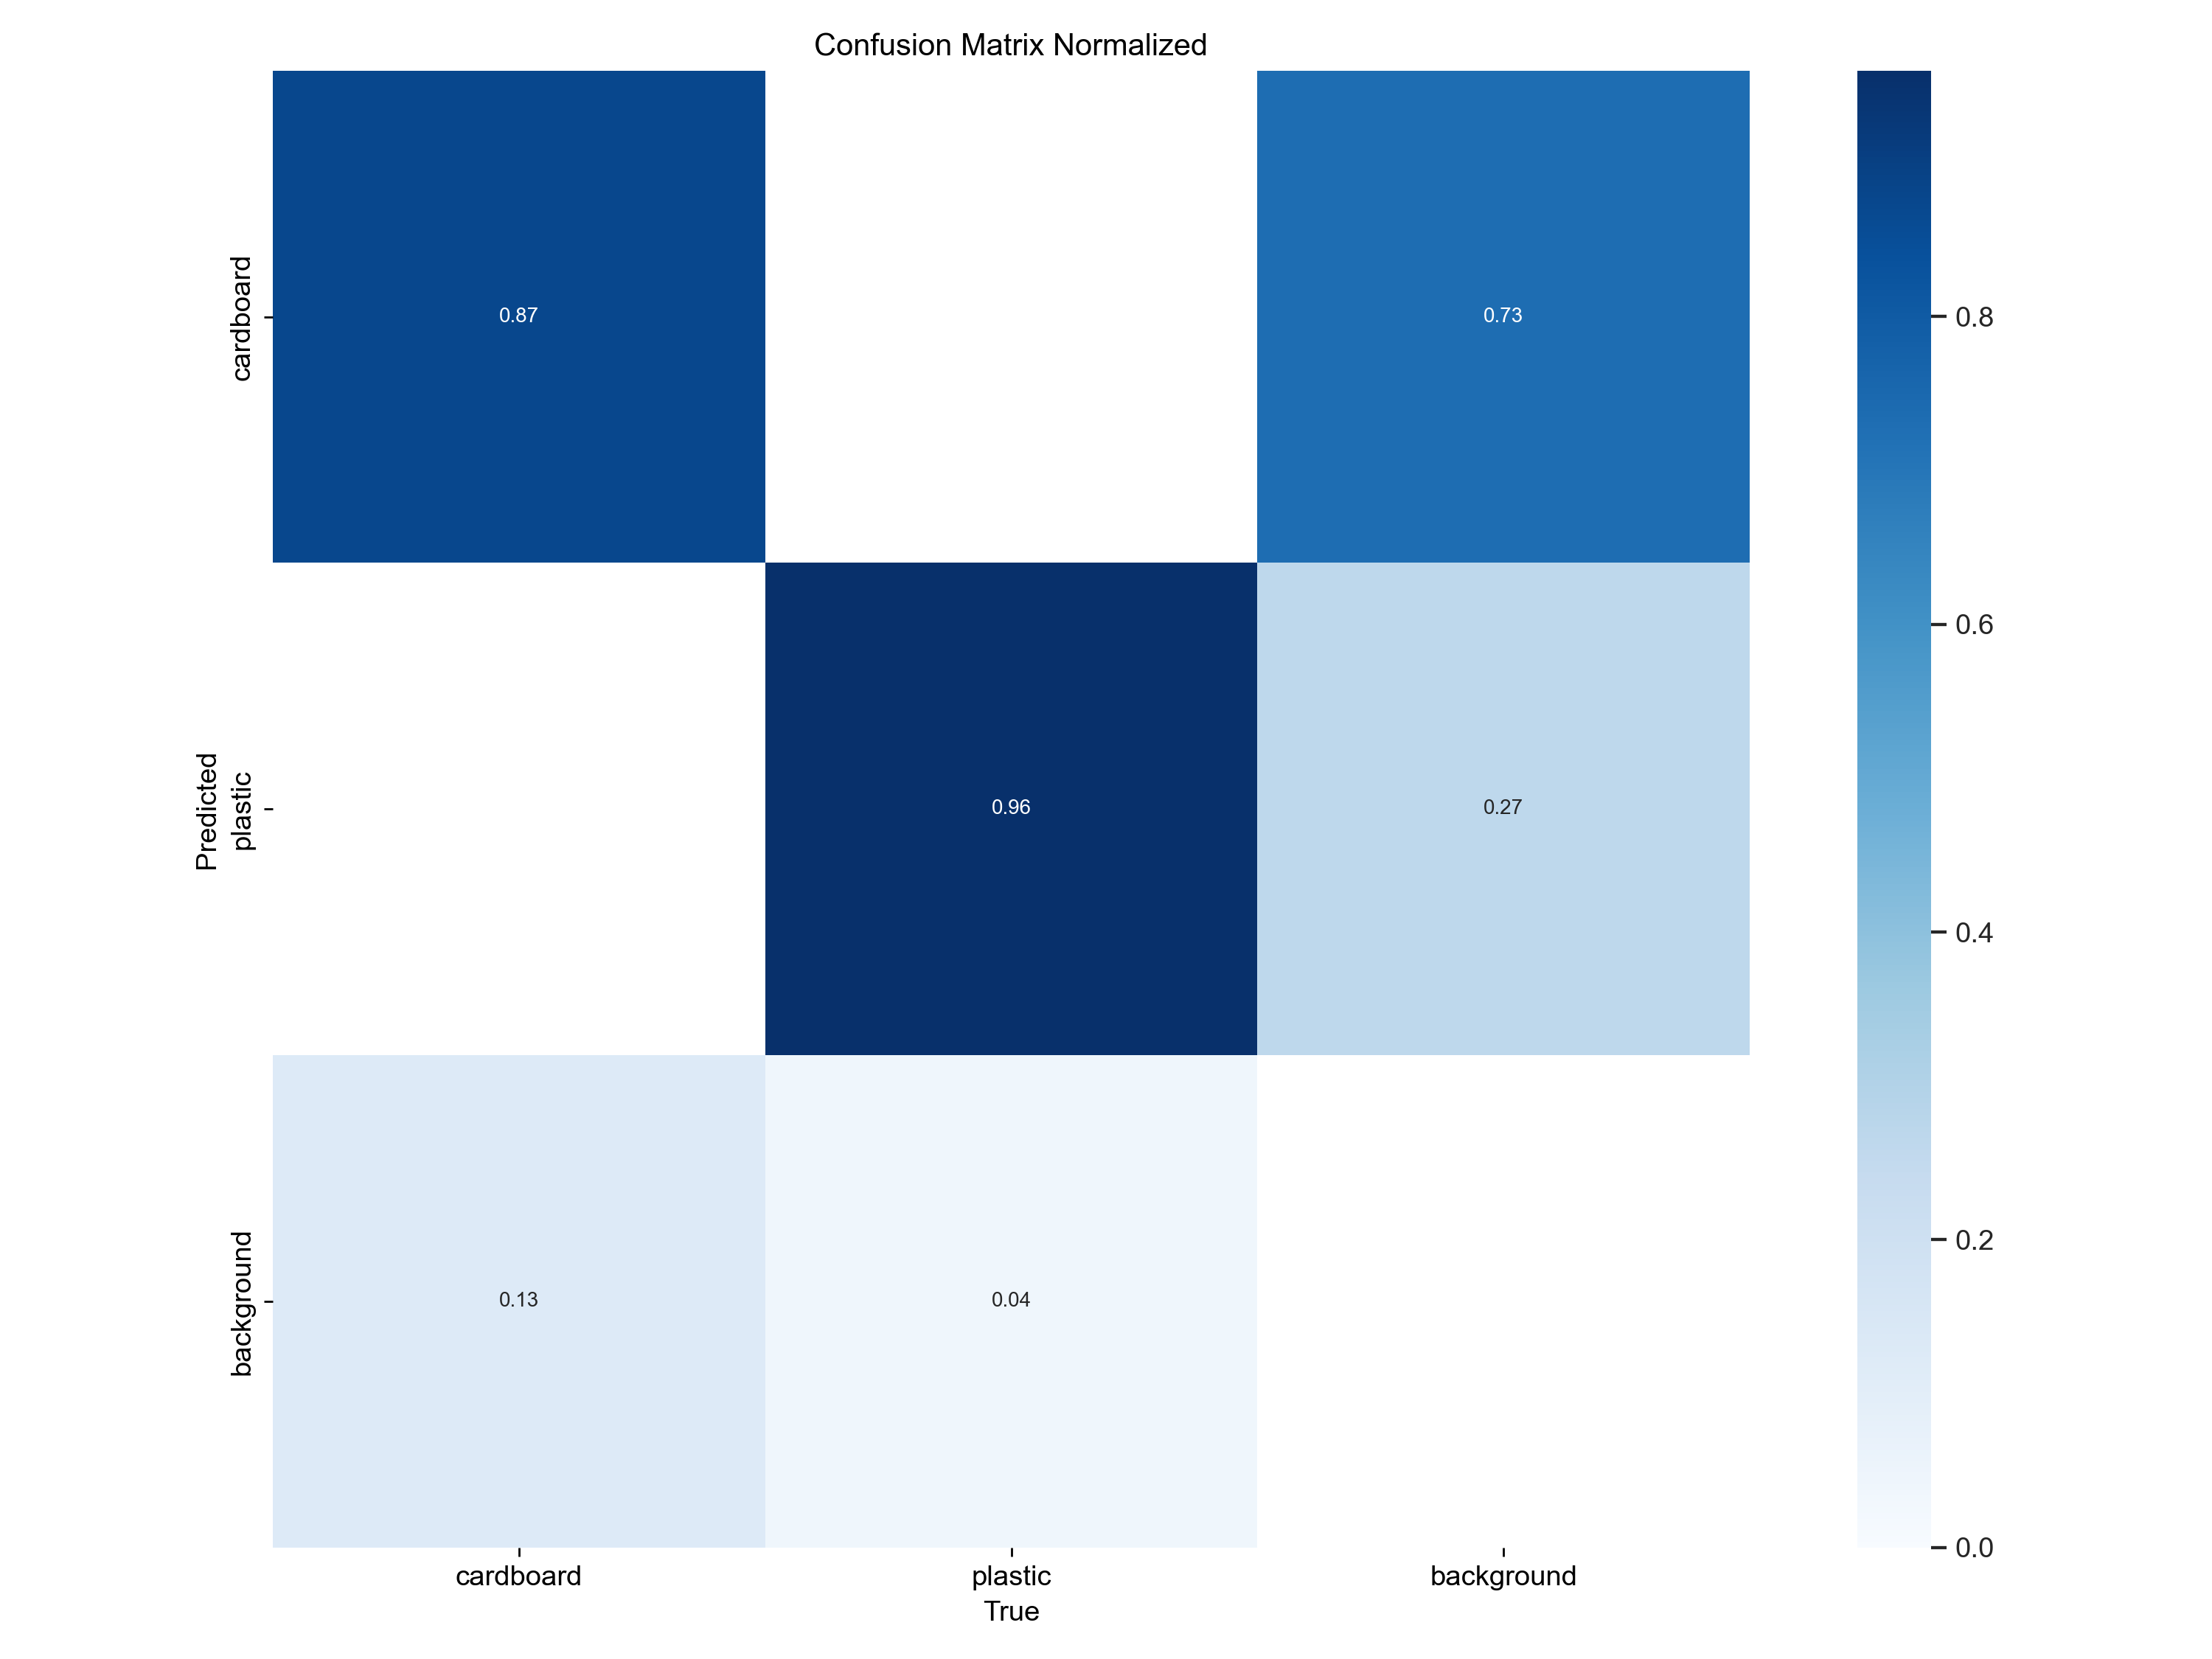 Confusion Matrix Normalized
cardboard
0.87
0.73
0.8
0.6
Predicted
plastic
0.96
0.27
0.4
0.2
background
0.13
0.04
0.0
cardboard
plastic
background
True